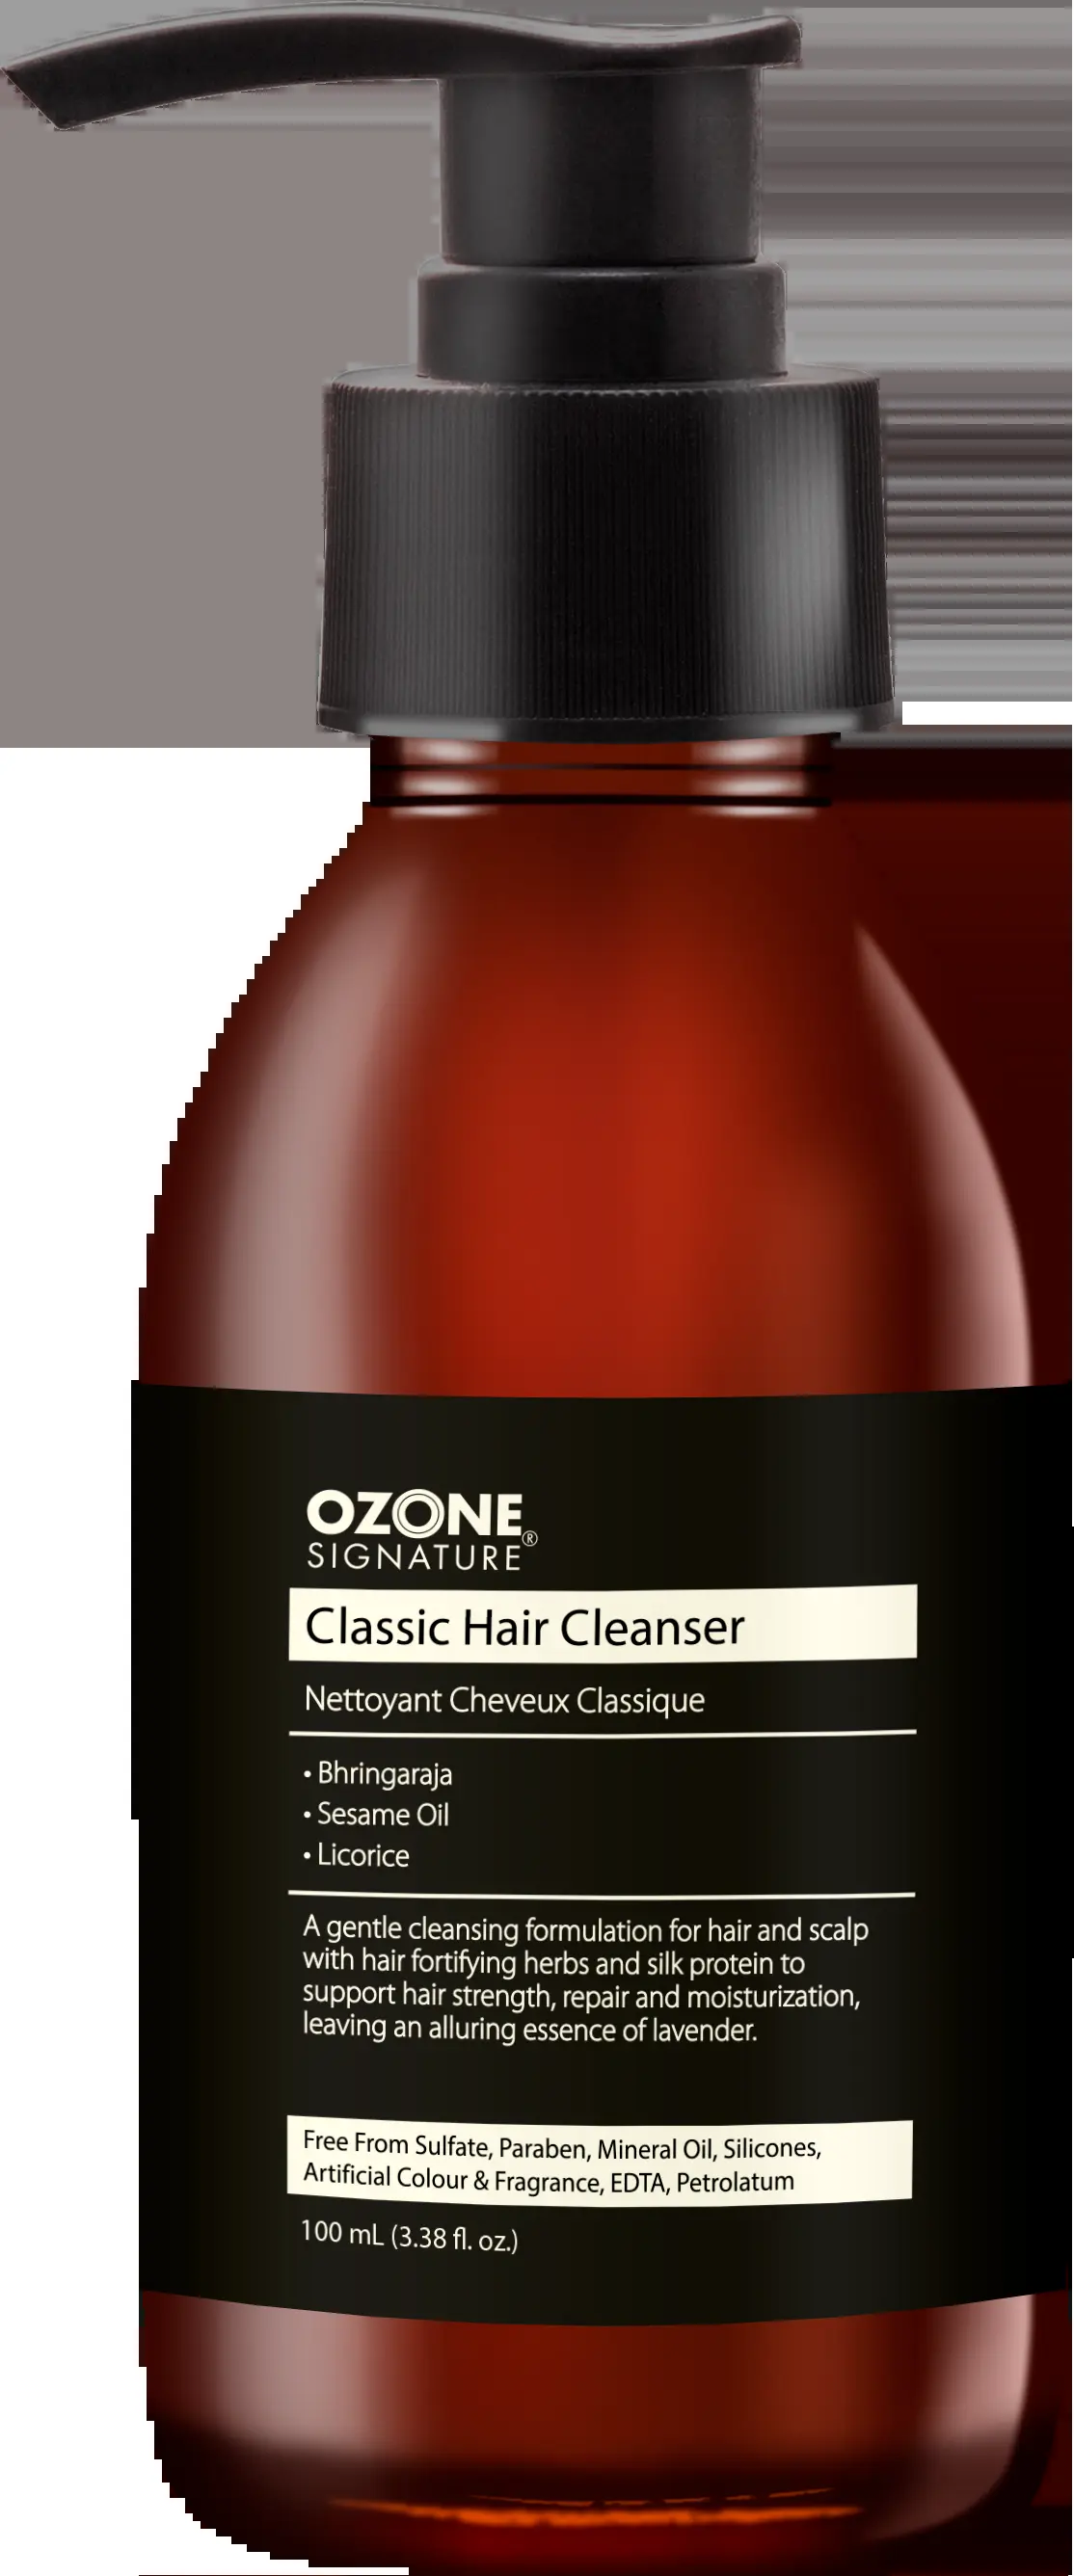 OZONE
SIGNATURE®
Classic Hair Cleanser
Nettoyant Cheveux Classique
• Bhringaraja
• Sesame Oil
• Licorice
A gentle cleansing formulation for hair and scalp
with hair fortifying herbs and silk protein to
support hair strength, repair and moisturization,
leaving an alluring essence of lavender.
Free From Sulfate, Paraben, Mineral Oil, Silicones,
Artificial Colour & Fragrance, EDTA, Petrolatum
100 mL (3.38 fl. oz.)